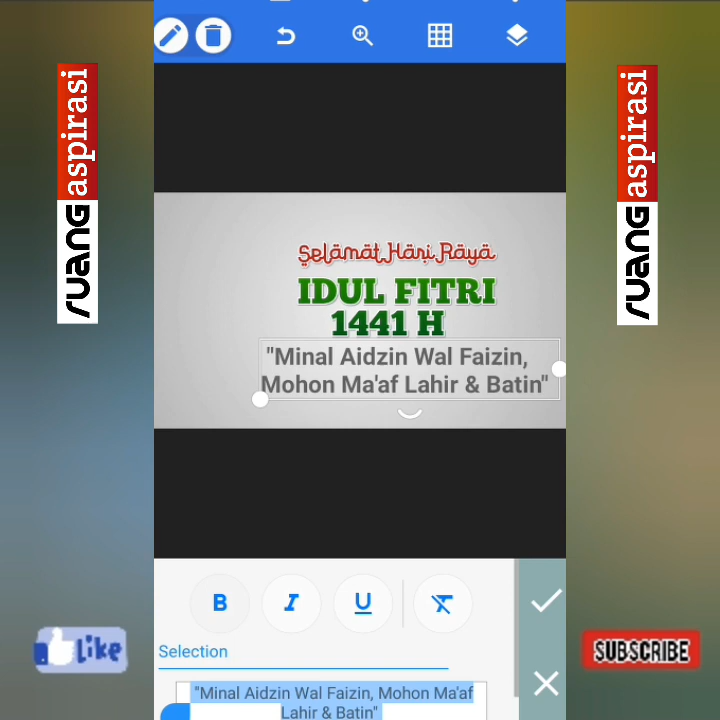 RUANG aspirasi
RUANG aspirasi
Selamat Hari Raya
IDUL FITRI
1441 H
"Minal Aidzin Wal Faizin,
Mohon Ma'af Lahir & Batin"
B I U
Selection
"Minal Aidzin Wal Faizin, Mohon Ma'af
Lahir & Batin"
Like
SUBSCRIBE